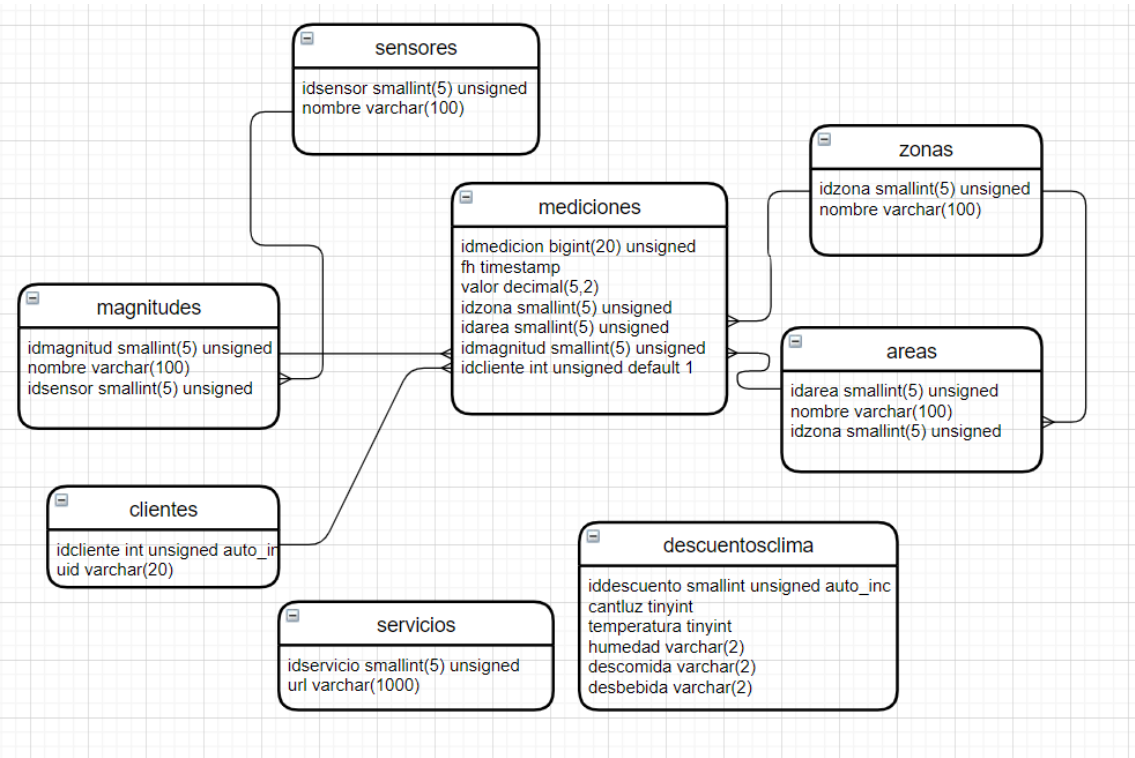 sensores
idsensor smallint(5) unsigned
nombre varchar(100)
zonas
idzona smallint(5) unsigned
nombre varchar(100)
mediciones
idmedicion bigint(20) unsigned
fh timestamp
valor decimal(5,2)
idzona smallint(5) unsigned
idarea smallint(5) unsigned
idmagnitud smallint(5) unsigned
idcliente int unsigned default 1
magnitudes
idmagnitud smallint(5) unsigned
nombre varchar(100)
idsensor smallint(5) unsigned
areas
idarea smallint(5) unsigned
nombre varchar(100)
idzona smallint(5) unsigned
clientes
idcliente int unsigned auto_in
uid varchar(20)
descuentosclima
iddescuento smallint unsigned auto_inc
cantluz tinyint
temperatura tinyint
humedad varchar(2)
descomida varchar(2)
desbebida varchar(2)
servicios
idservicio smallint(5) unsigned
url varchar(1000)